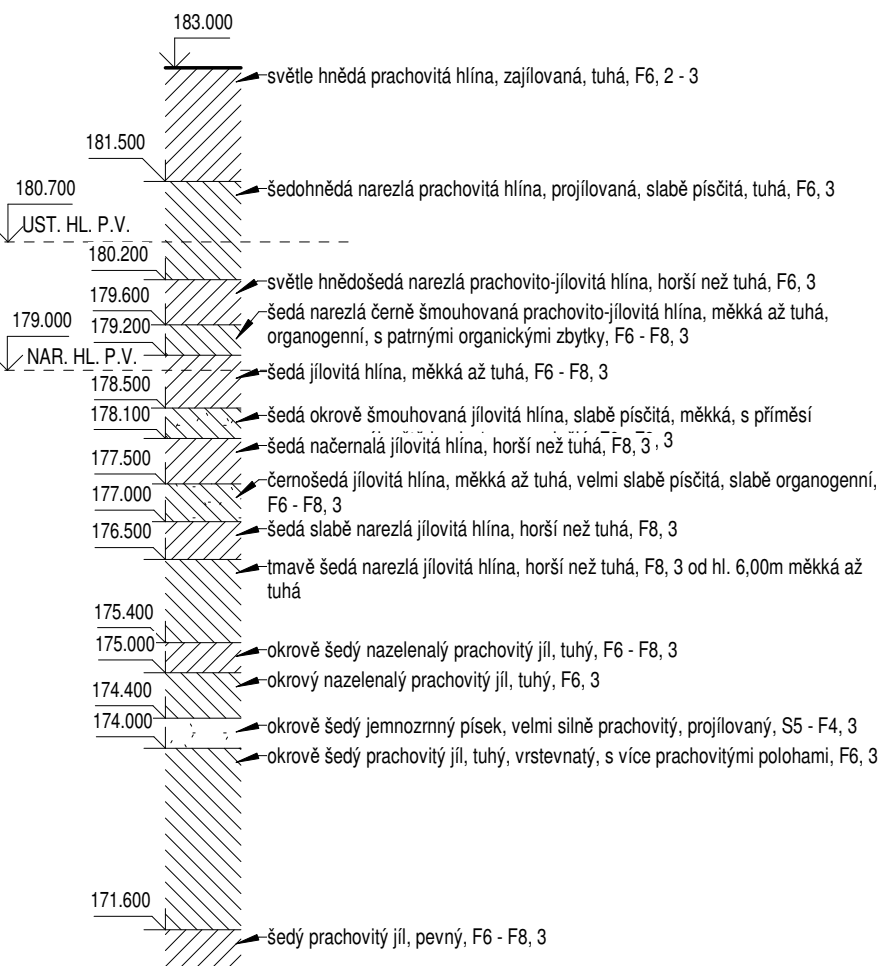 183.000
světle hnědá prachovitá hlína, zajílovaná, tuhá, F6, 2 - 3
181.500
šedohnědá narezlá prachovitá hlína, projílovaná, slabě písčitá, tuhá, F6, 3
180.700
UST. HL. P.V.
180.200
světle hnědošedá narezlá prachovito-jílovitá hlína, horší než tuhá, F6, 3
179.600
šedá narezlá černě šmouhovaná prachovito-jílovitá hlína, měkká až tuhá,
organogenní, s patrnými organickými zbytky, F6 - F8, 3
179.200
179.000
NAR. HL. P.V.
šedá jílovitá hlína, měkká až tuhá, F6 - F8, 3
178.500
šedá okrově šmouhovaná jílovitá hlína, slabě písčitá, měkká, s příměsí
, 3
178.100
šedá načernalá jílovitá hlína, horší než tuhá, F8, 3
177.500
černošedá jílovitá hlína, měkká až tuhá, velmi slabě písčitá, slabě organogenní,
F6 - F8, 3
177.000
šedá slabě narezlá jílovitá hlína, horší než tuhá, F8, 3
176.500
tmavě šedá narezlá jílovitá hlína, horší než tuhá, F8, 3 od hl. 6,00m měkká až
tuhá
175.400
okrově šedý nazelenalý prachovitý jíl, tuhý, F6 - F8, 3
175.000
okrový nazelenalý prachovitý jíl, tuhý, F6, 3
174.400
okrově šedý jemnozrnný písek, velmi silně prachovitý, projílovaný, S5 - F4, 3
174.000
okrově šedý prachovitý jíl, tuhý, vrstevnatý, s více prachovitými polohami, F6, 3
171.600
šedý prachovitý jíl, pevný, F6 - F8, 3